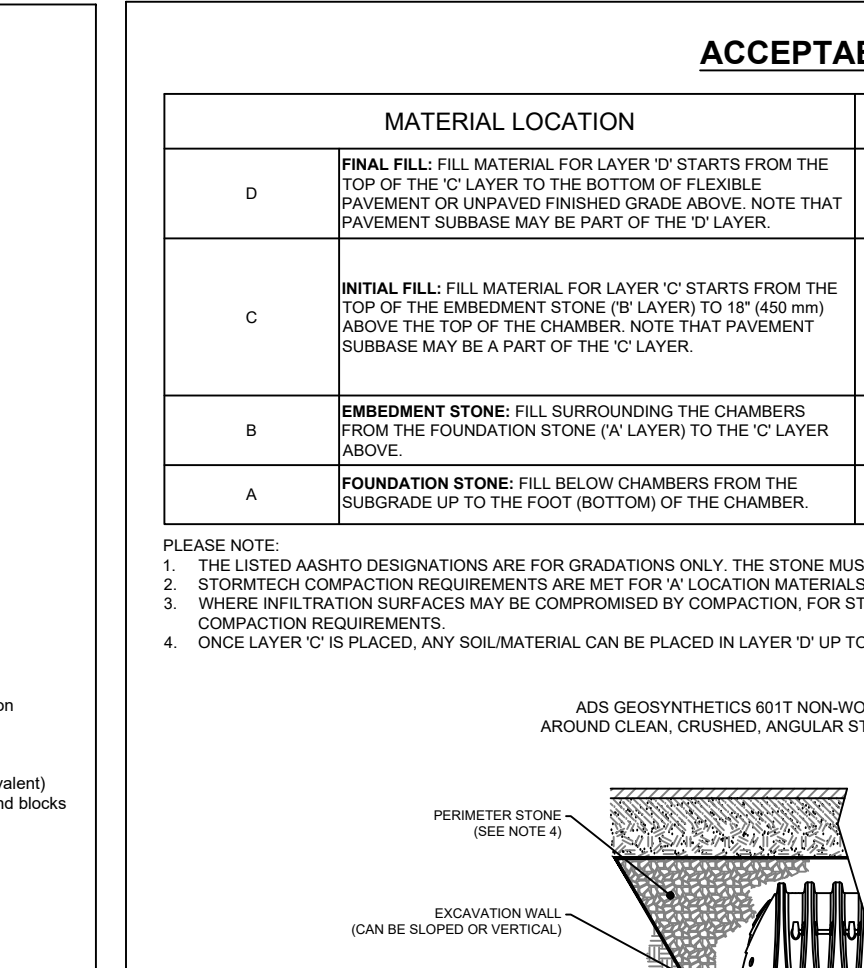 ACCEPTAB
MATERIAL LOCATION
D
FINAL FILL: FILL MATERIAL FOR LAYER 'D' STARTS FROM THE
TOP OF THE 'C' LAYER TO THE BOTTOM OF FLEXIBLE
PAVEMENT OR UNPAVED FINISHED GRADE ABOVE. NOTE THAT
PAVEMENT SUBBASE MAY BE PART OF THE 'D' LAYER.
C
INITIAL FILL: FILL MATERIAL FOR LAYER 'C' STARTS FROM THE
TOP OF THE EMBEDMENT STONE ('B' LAYER) TO 18" (450 mm)
ABOVE THE TOP OF THE CHAMBER. NOTE THAT PAVEMENT
SUBBASE MAY BE A PART OF THE 'C' LAYER.
B
EMBEDMENT STONE: FILL SURROUNDING THE CHAMBERS
FROM THE FOUNDATION STONE ('A' LAYER) TO THE 'C' LAYER
ABOVE.
A
FOUNDATION STONE: FILL BELOW CHAMBERS FROM THE
SUBGRADE UP TO THE FOOT (BOTTOM) OF THE CHAMBER.
PLEASE NOTE:
1. THE LISTED AASHTO DESIGNATIONS ARE FOR GRADATIONS ONLY. THE STONE MUS
2. STORMTECH COMPACTION REQUIREMENTS ARE MET FOR 'A' LOCATION MATERIALS
3. WHERE INFILTRATION SURFACES MAY BE COMPROMISED BY COMPACTION, FOR ST
COMPACTION REQUIREMENTS.
4. ONCE LAYER 'C' IS PLACED, ANY SOIL/MATERIAL CAN BE PLACED IN LAYER 'D' UP TO
on
valent)
nd blocks
ADS GEOSYNTHETICS 601T NON-WO
AROUND CLEAN, CRUSHED, ANGULAR ST
PERIMETER STONE
(SEE NOTE 4)
EXCAVATION WALL
(CAN BE SLOPED OR VERTICAL)